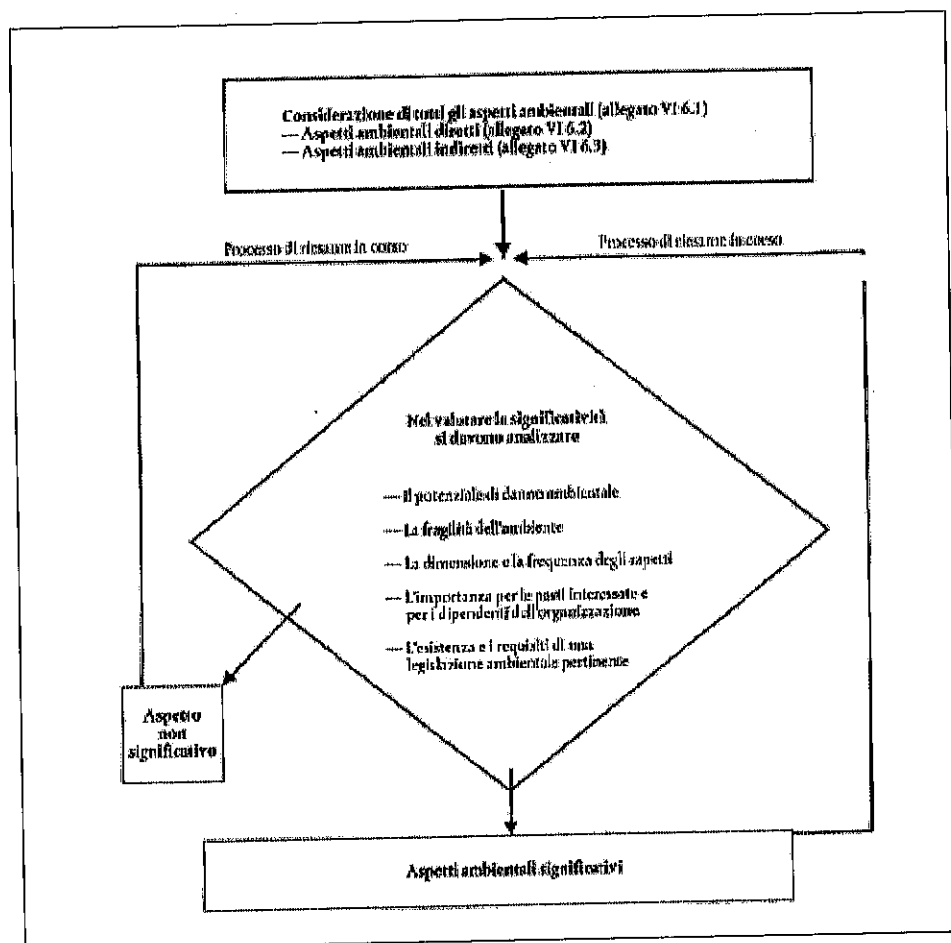 Considerazione di tutti gli aspetti ambientali (allegato VI 6.1)
— Aspetti ambientali diretti (allegato VI 6.2)
— Aspetti ambientali indiretti (allegato VI 6.3)
Processo di riesame in corso
Processo di riesame in corso
Nel valutare la significatività
si devono analizzare
— Il potenziale di danno ambientale
— La fragilità dell'ambiente
— La dimensione e la frequenza degli aspetti
— L'importanza per le parti interessate e
per i dipendenti dell'organizzazione
— L'esistenza e i requisiti di una
legislazione ambientale pertinente
Aspetto
non
significativo
Aspetti ambientali significativi